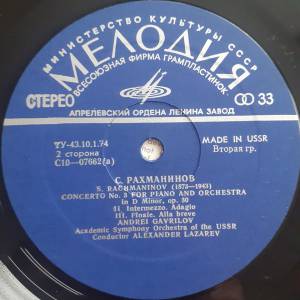 МИНИСТЕРСТВО КУЛЬТУРЫ СССР
МЕЛОДИЯ
ВСЕСОЮЗНАЯ ФИРМА ГРАМПЛАСТИНОК
СТЕРЕО 33
АПРЕЛЕВСКИЙ ОРДЕНА ЛЕНИНА ЗАВОД
ТУ-43.10.1.74 MADE IN USSR
2 сторона Вторая гр.
С10—07662(а)
С. РАХМАНИНОВ
S. RACHMANINOV (1873—1943)
CONCERTO No. 3 FOR PIANO AND ORCHESTRA
in D Minor, op. 30
II. Intermezzo. Adagio
III. Finale. Alla breve
ANDREI GAVRILOV
Academic Symphony Orchestra of the USSR
Conductor ALEXANDER LAZAREV